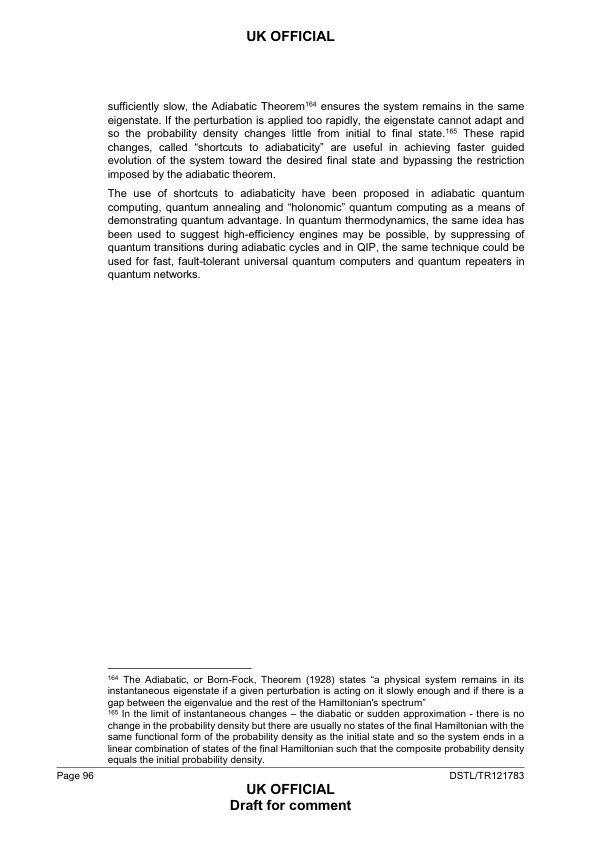 UK OFFICIAL
sufficiently slow, the Adiabatic Theorem164 ensures the system remains in the same
eigenstate. If the perturbation is applied too rapidly, the eigenstate cannot adapt and
so the probability density changes little from initial to final state.165 These rapid
changes, called “shortcuts to adiabaticity” are useful in achieving faster guided
evolution of the system toward the desired final state and bypassing the restriction
imposed by the adiabatic theorem.
The use of shortcuts to adiabaticity have been proposed in adiabatic quantum
computing, quantum annealing and “holonomic” quantum computing as a means of
demonstrating quantum advantage. In quantum thermodynamics, the same idea has
been used to suggest high-efficiency engines may be possible, by suppressing of
quantum transitions during adiabatic cycles and in QIP, the same technique could be
used for fast, fault-tolerant universal quantum computers and quantum repeaters in
quantum networks.
164 The Adiabatic, or Born-Fock, Theorem (1928) states “a physical system remains in its
instantaneous eigenstate if a given perturbation is acting on it slowly enough and if there is a
gap between the eigenvalue and the rest of the Hamiltonian's spectrum”
165 In the limit of instantaneous changes – the diabatic or sudden approximation - there is no
change in the probability density but there are usually no states of the final Hamiltonian with the
same functional form of the probability density as the initial state and so the system ends in a
linear combination of states of the final Hamiltonian such that the composite probability density
equals the initial probability density.
Page 96 DSTL/TR121783
UK OFFICIAL
Draft for comment